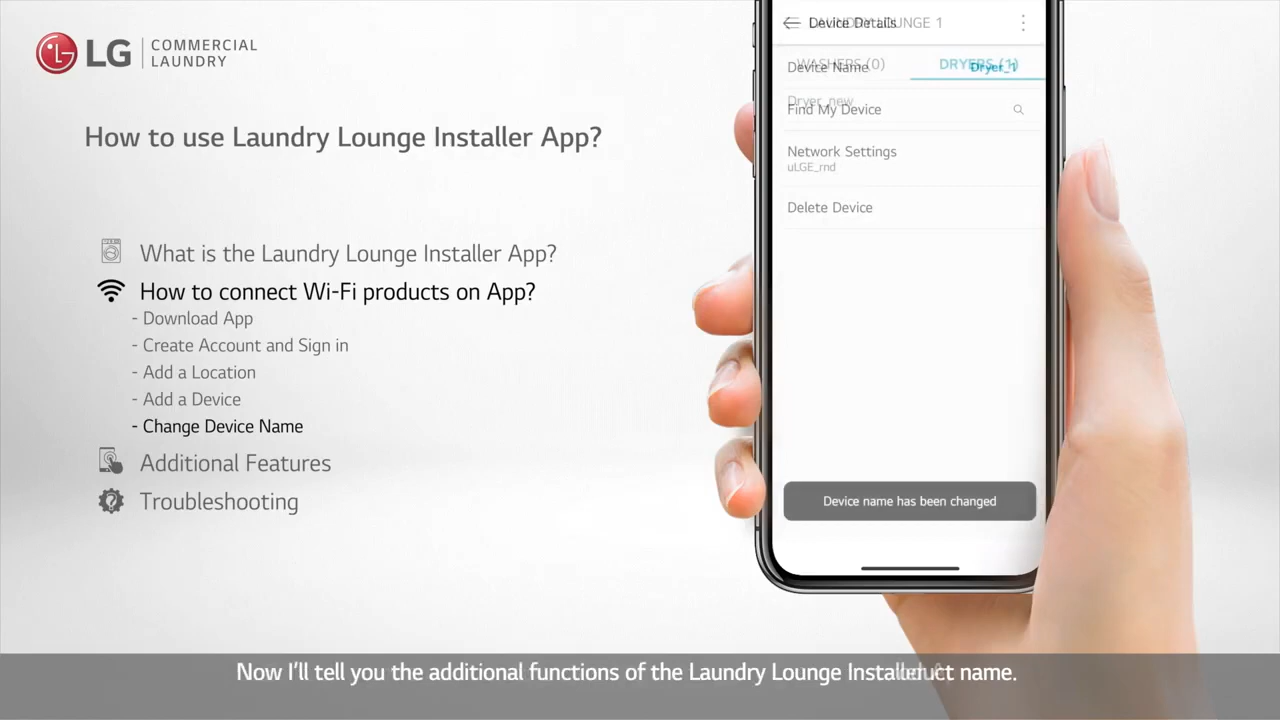 LG
COMMERCIAL
LAUNDRY
How to use Laundry Lounge Installer App?
What is the Laundry Lounge Installer App?
How to connect Wi-Fi products on App?
- Download App
- Create Account and Sign in
- Add a Location
- Add a Device
- Change Device Name
Additional Features
Troubleshooting
Device Details
LAUNDRY LOUNGE 1
WASHERS (0)
DRYERS (1)
Device Name
Dryer_1
Dryer_new
Find My Device
Network Settings
uLGE_rnd
Delete Device
Device name has been changed
Now I'll tell you the additional functions of the Laundry Lounge
name.